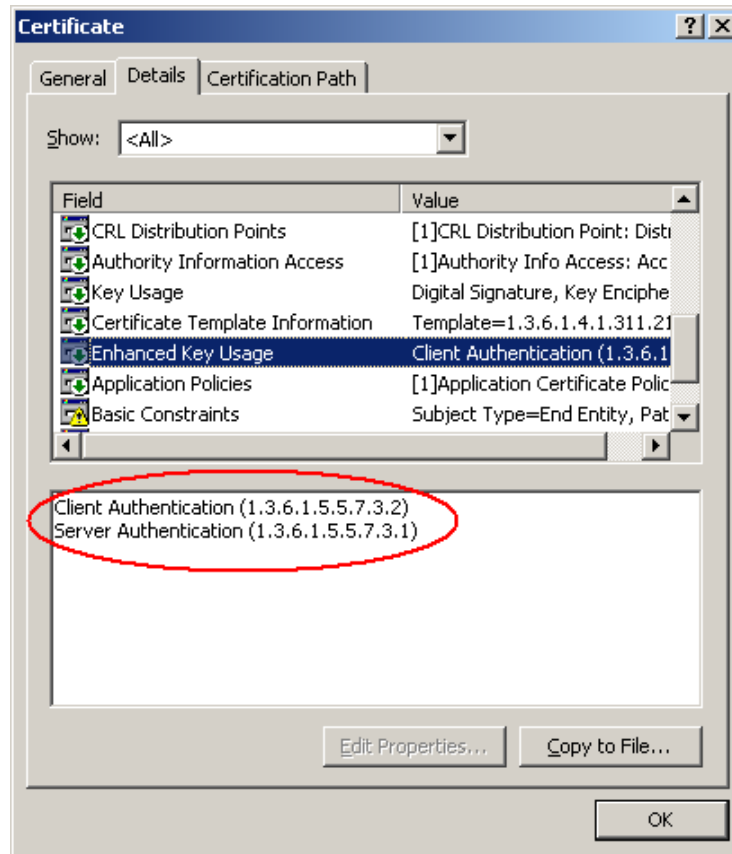 Certificate
General Details Certification Path
Show: <All>
Field Value
CRL Distribution Points [1]CRL Distribution Point: Distri
Authority Information Access [1]Authority Info Access: Acc
Key Usage Digital Signature, Key Enciphe
Certificate Template Information Template=1.3.6.1.4.1.311.21
Enhanced Key Usage Client Authentication (1.3.6.1
Application Policies [1]Application Certificate Polic
Basic Constraints Subject Type=End Entity, Pat
Client Authentication (1.3.6.1.5.5.7.3.2)
Server Authentication (1.3.6.1.5.5.7.3.1)
Edit Properties... Copy to File...
OK